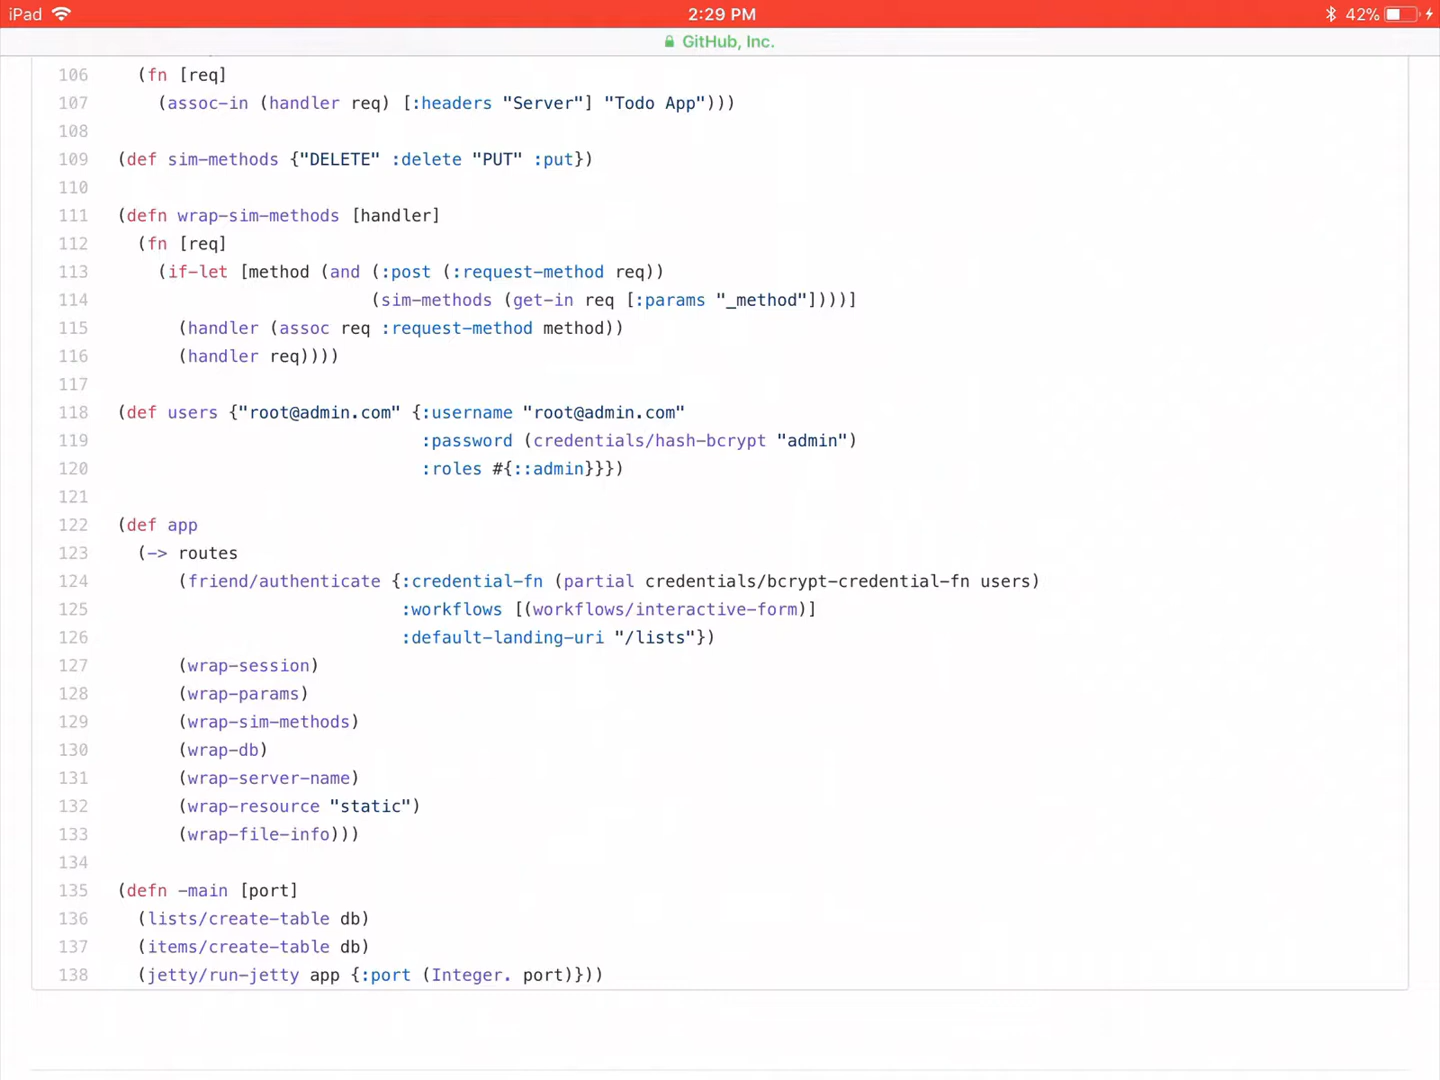 iPad 2:29 PM 42%
GitHub, Inc.
106 (fn [req]
107 (assoc-in (handler req) [:headers "Server"] "Todo App")))
108
109 (def sim-methods {"DELETE" :delete "PUT" :put})
110
111 (defn wrap-sim-methods [handler]
112 (fn [req]
113 (if-let [method (and (:post (:request-method req))
114 (sim-methods (get-in req [:params "_method"])))]
115 (handler (assoc req :request-method method))
116 (handler req))))
117
118 (def users {"root@admin.com" {:username "root@admin.com"
119 :password (credentials/hash-bcrypt "admin")
120 :roles #{::admin}}})
121
122 (def app
123 (-> routes
124 (friend/authenticate {:credential-fn (partial credentials/bcrypt-credential-fn users)
125 :workflows [(workflows/interactive-form)]
126 :default-landing-uri "/lists"})
127 (wrap-session)
128 (wrap-params)
129 (wrap-sim-methods)
130 (wrap-db)
131 (wrap-server-name)
132 (wrap-resource "static")
133 (wrap-file-info)))
134
135 (defn -main [port]
136 (lists/create-table db)
137 (items/create-table db)
138 (jetty/run-jetty app {:port (Integer. port)}))